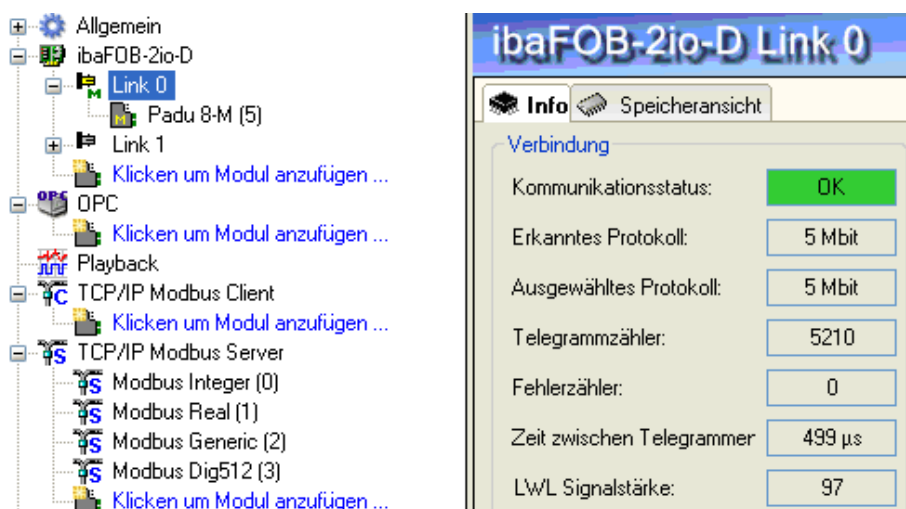 Allgemein
ibaFOB-2io-D
Link 0
Padu 8-M (5)
Link 1
Klicken um Modul anzufügen ...
OPC
Klicken um Modul anzufügen ...
Playback
TCP/IP Modbus Client
Klicken um Modul anzufügen ...
TCP/IP Modbus Server
Modbus Integer (0)
Modbus Real (1)
Modbus Generic (2)
Modbus Dig512 (3)
Klicken um Modul anzufügen ...
ibaFOB-2io-D Link 0
Info Speicheransicht
Verbindung
Kommunikationsstatus: OK
Erkanntes Protokoll: 5 Mbit
Ausgewähltes Protokoll: 5 Mbit
Telegrammzähler: 5210
Fehlerzähler: 0
Zeit zwischen Telegrammer 499 µs
LWL Signalstärke: 97